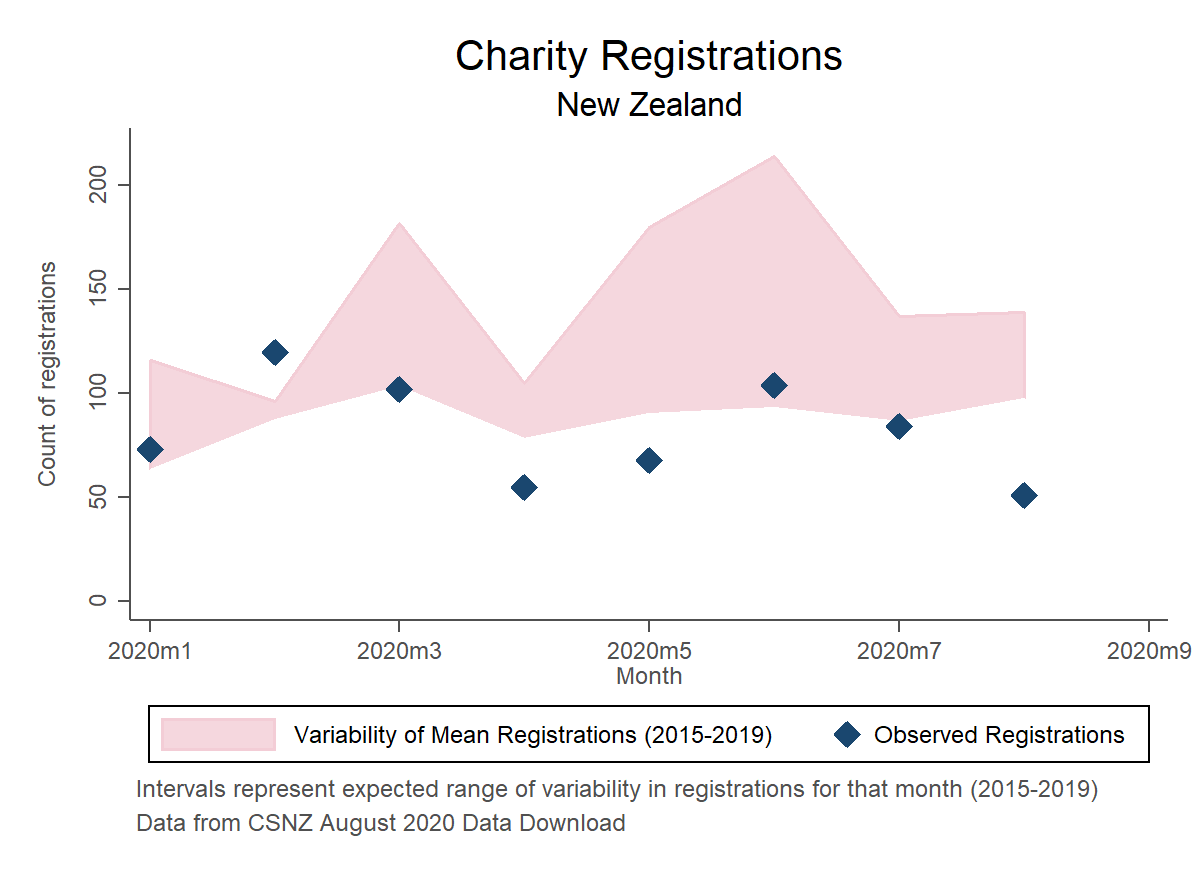 Charity Registrations
New Zealand
Count of registrations
200
150
100
50
0
2020m1 2020m3 2020m5 2020m7 2020m9
Month
Variability of Mean Registrations (2015-2019) Observed Registrations
Intervals represent expected range of variability in registrations for that month (2015-2019)
Data from CSNZ August 2020 Data Download